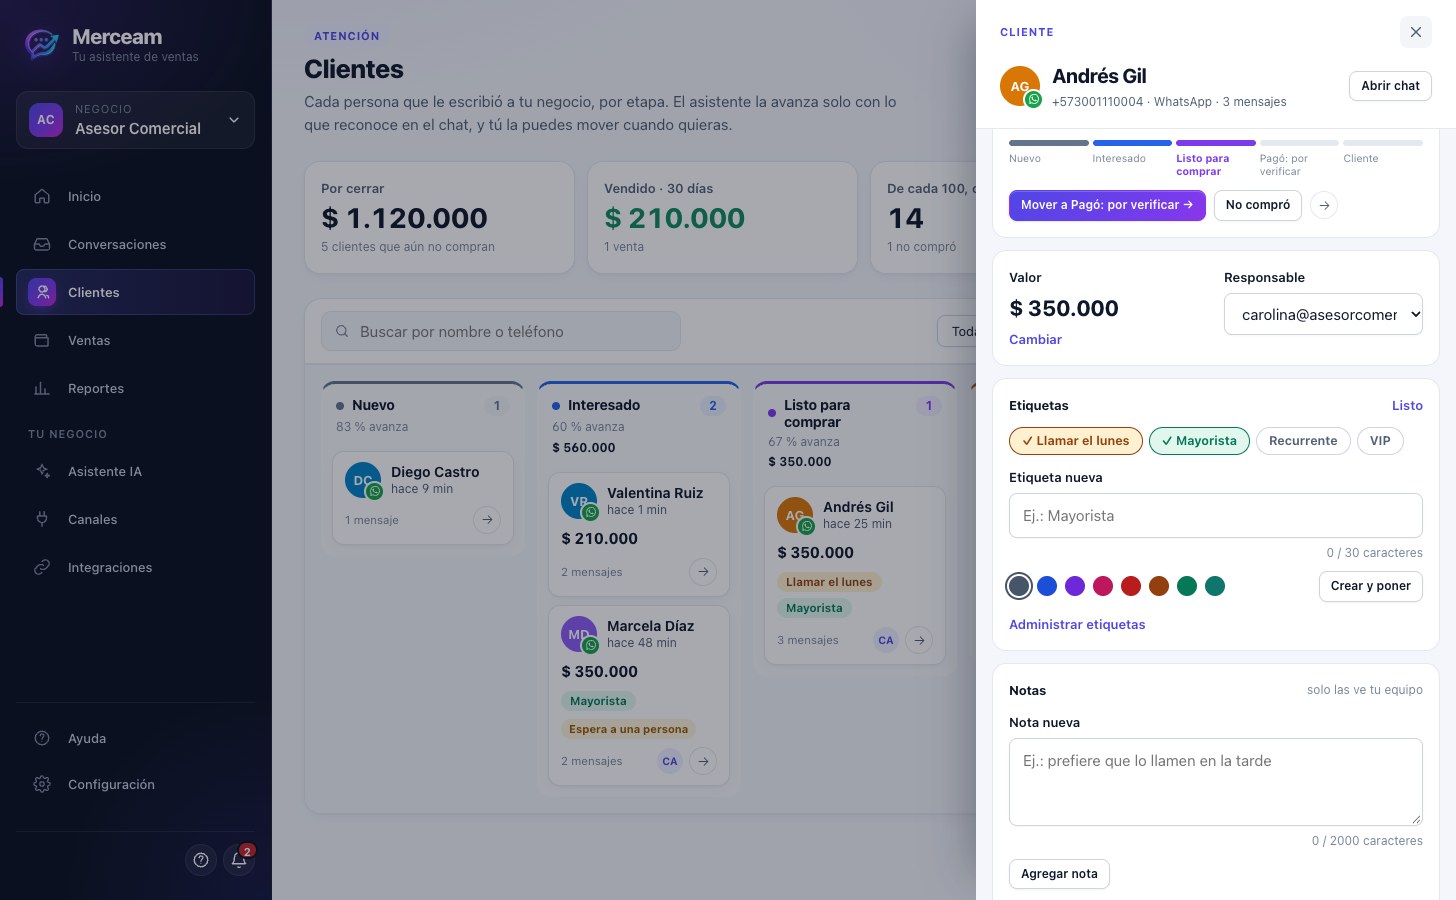 Merceam
Tu asistente de ventas
AC
NEGOCIO
Asesor Comercial
Inicio
Conversaciones
Clientes
Ventas
Reportes
TU NEGOCIO
Asistente IA
Canales
Integraciones
Ayuda
Configuración
2
ATENCIÓN
Clientes
Cada persona que le escribió a tu negocio, por etapa. El asistente la avanza solo con lo
que reconoce en el chat, y tú la puedes mover cuando quieras.
Por cerrar
$ 1.120.000
5 clientes que aún no compran
Vendido · 30 días
$ 210.000
1 venta
De cada 100,
14
1 no compró
Buscar por nombre o teléfono
Nuevo
1
83 % avanza
Diego Castro
hace 9 min
1 mensaje
Interesado
2
60 % avanza
$ 560.000
VR
Valentina Ruiz
hace 1 min
$ 210.000
2 mensajes
MD
Marcela Díaz
hace 48 min
$ 350.000
Mayorista
Espera a una persona
2 mensajes
CA
Listo para
comprar
1
67 % avanza
$ 350.000
AG
Andrés Gil
hace 25 min
$ 350.000
Llamar el lunes
Mayorista
3 mensajes
CA
CLIENTE
AG
Andrés Gil
+573001110004 · WhatsApp · 3 mensajes
Abrir chat
Nuevo
Interesado
Listo para
comprar
Pagó: por
verificar
Cliente
Mover a Pagó: por verificar →
No compró
→
Valor
$ 350.000
Cambiar
Responsable
carolina@asesorcomer
Etiquetas
Listo
✓ Llamar el lunes
✓ Mayorista
Recurrente
VIP
Etiqueta nueva
Ej.: Mayorista
0 / 30 caracteres
Crear y poner
Administrar etiquetas
Notas
solo las ve tu equipo
Nota nueva
Ej.: prefiere que lo llamen en la tarde
0 / 2000 caracteres
Agregar nota